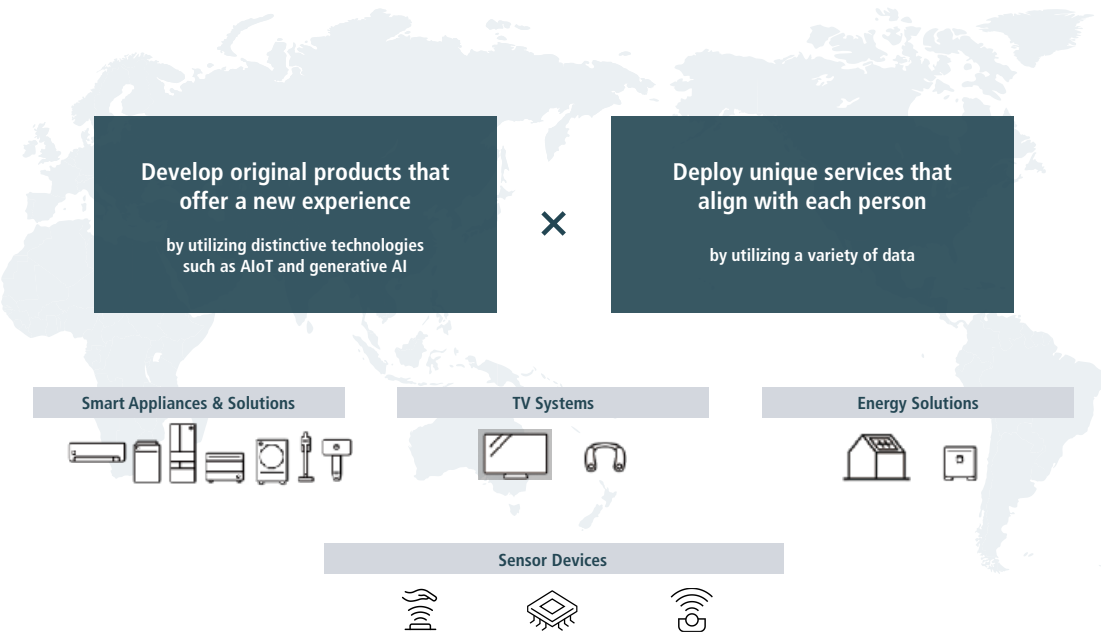 Develop original products that
offer a new experience
by utilizing distinctive technologies
such as AIoT and generative AI
×
Deploy unique services that
align with each person
by utilizing a variety of data
Smart Appliances & Solutions
TV Systems
Energy Solutions
Sensor Devices